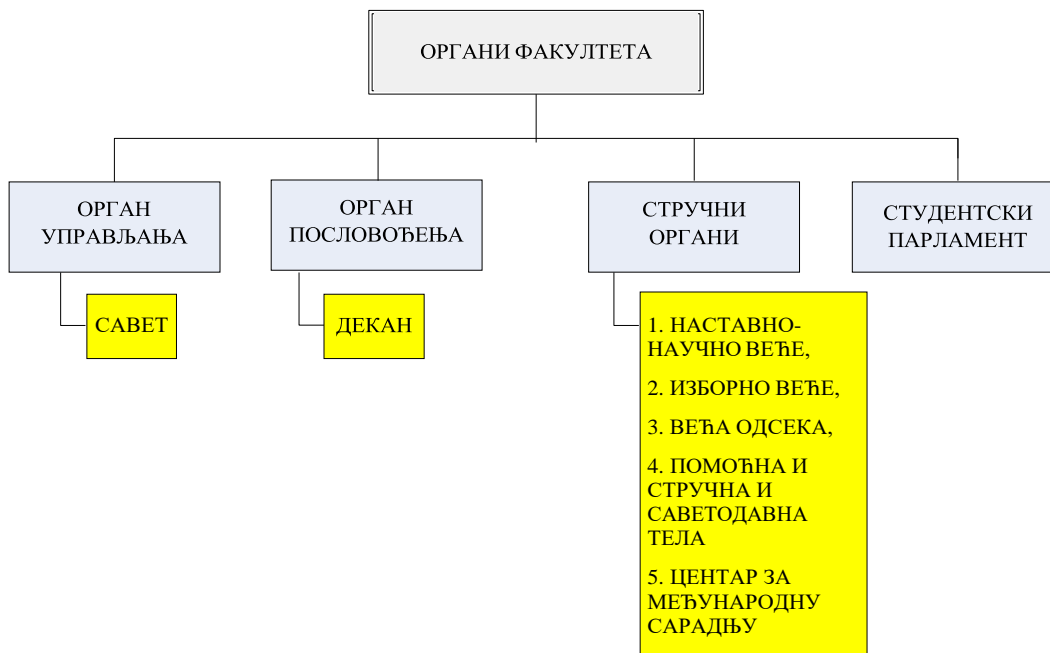 ОРГАНИ ФАКУЛТЕТА
ОРГАН
УПРАВЉАЊА
ОРГАН
ПОСЛОВОЂЕЊА
СТРУЧНИ
ОРГАНИ
СТУДЕНТСКИ
ПАРЛАМЕНТ
САВЕТ
ДЕКАН
1. НАСТАВНО-
НАУЧНО ВЕЋЕ,
2. ИЗБОРНО ВЕЋЕ,
3. ВЕЋА ОДСЕКА,
4. ПОМОЋНА И
СТРУЧНА И
САВЕТОДАВНА
ТЕЛА
5. ЦЕНТАР ЗА
МЕЂУНАРОДНУ
САРАДЊУ